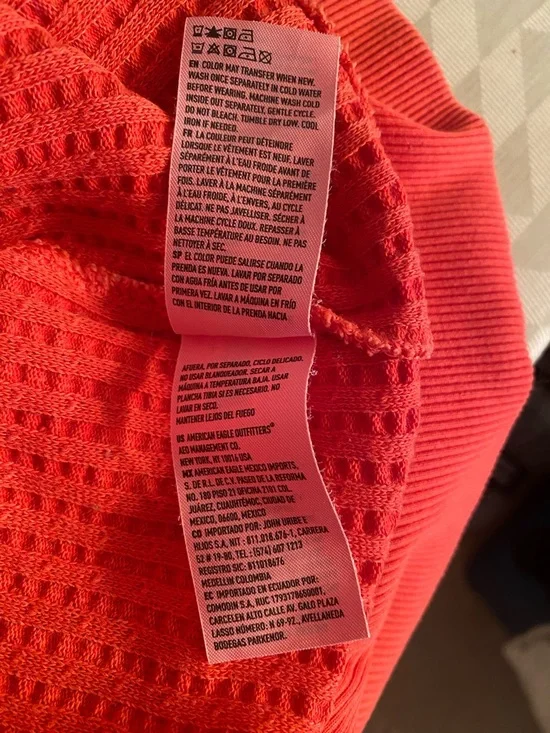 EN COLOR MAY TRANSFER WHEN NEW.
WASH ONCE SEPARATELY IN COLD WATER
BEFORE WEARING. MACHINE WASH COLD
INSIDE OUT SEPARATELY, GENTLE CYCLE.
DO NOT BLEACH. TUMBLE DRY LOW. COOL
IRON IF NEEDED.
FR LA COULEUR PEUT DÉTEINDRE
LORSQUE LE VÊTEMENT EST NEUF. LAVER
SÉPARÉMENT À L'EAU FROIDE AVANT DE
PORTER LE VÊTEMENT POUR LA PREMIÈRE
FOIS. LAVER À LA MACHINE SÉPARÉMENT
À L'EAU FROIDE, À L'ENVERS, AU CYCLE
DÉLICAT. NE PAS JAVELLISER. SÉCHER À
LA MACHINE CYCLE DOUX. REPASSER À
BASSE TEMPÉRATURE AU BESOIN. NE PAS
NETTOYER À SEC.
SP EL COLOR PUEDE SALIRSE CUANDO LA
PRENDA ES NUEVA. LAVAR POR SEPARADO
CON AGUA FRÍA ANTES DE USAR POR
PRIMERA VEZ. LAVAR A MÁQUINA EN FRÍO
CON EL INTERIOR DE LA PRENDA HACIA
AFUERA, POR SEPARADO, CICLO DELICADO.
NO USAR BLANQUEADOR. SECAR A
MÁQUINA A TEMPERATURA BAJA. USAR
PLANCHA TIBIA SI ES NECESARIO. NO
LAVAR EN SECO.
MANTENER LEJOS DEL FUEGO
US AMERICAN EAGLE OUTFITTERS®
AEO MANAGEMENT CO.
NEW YORK, NY 10016 USA
MX AMERICAN EAGLE MEXICO IMPORTS,
S. DE R.L. DE C.V. PASEO DE LA REFORMA
NO. 180 PISO 21 OFICINA 2101 COL.
JUÁREZ, CUAUHTÉMOC, CIUDAD DE
MEXICO, 06600, MÉXICO
CO IMPORTADO POR: JOHN URIBE E
HIJOS S.A, NIT : 811.018.676-1, CARRERA
52 # 19-80, TEL : (574) 607 1213
REGISTRO SIC: 811018676
MEDELLIN COLOMBIA
EC IMPORTADO EN ECUADOR POR:
COMODIN S.A, RUC 1793178650001,
CARCELEN ALTO CALLE AV. GALO PLAZA
LASSO NÚMERO: N 69-92 , AVELLANEDA
BODEGAS PARKENOR.